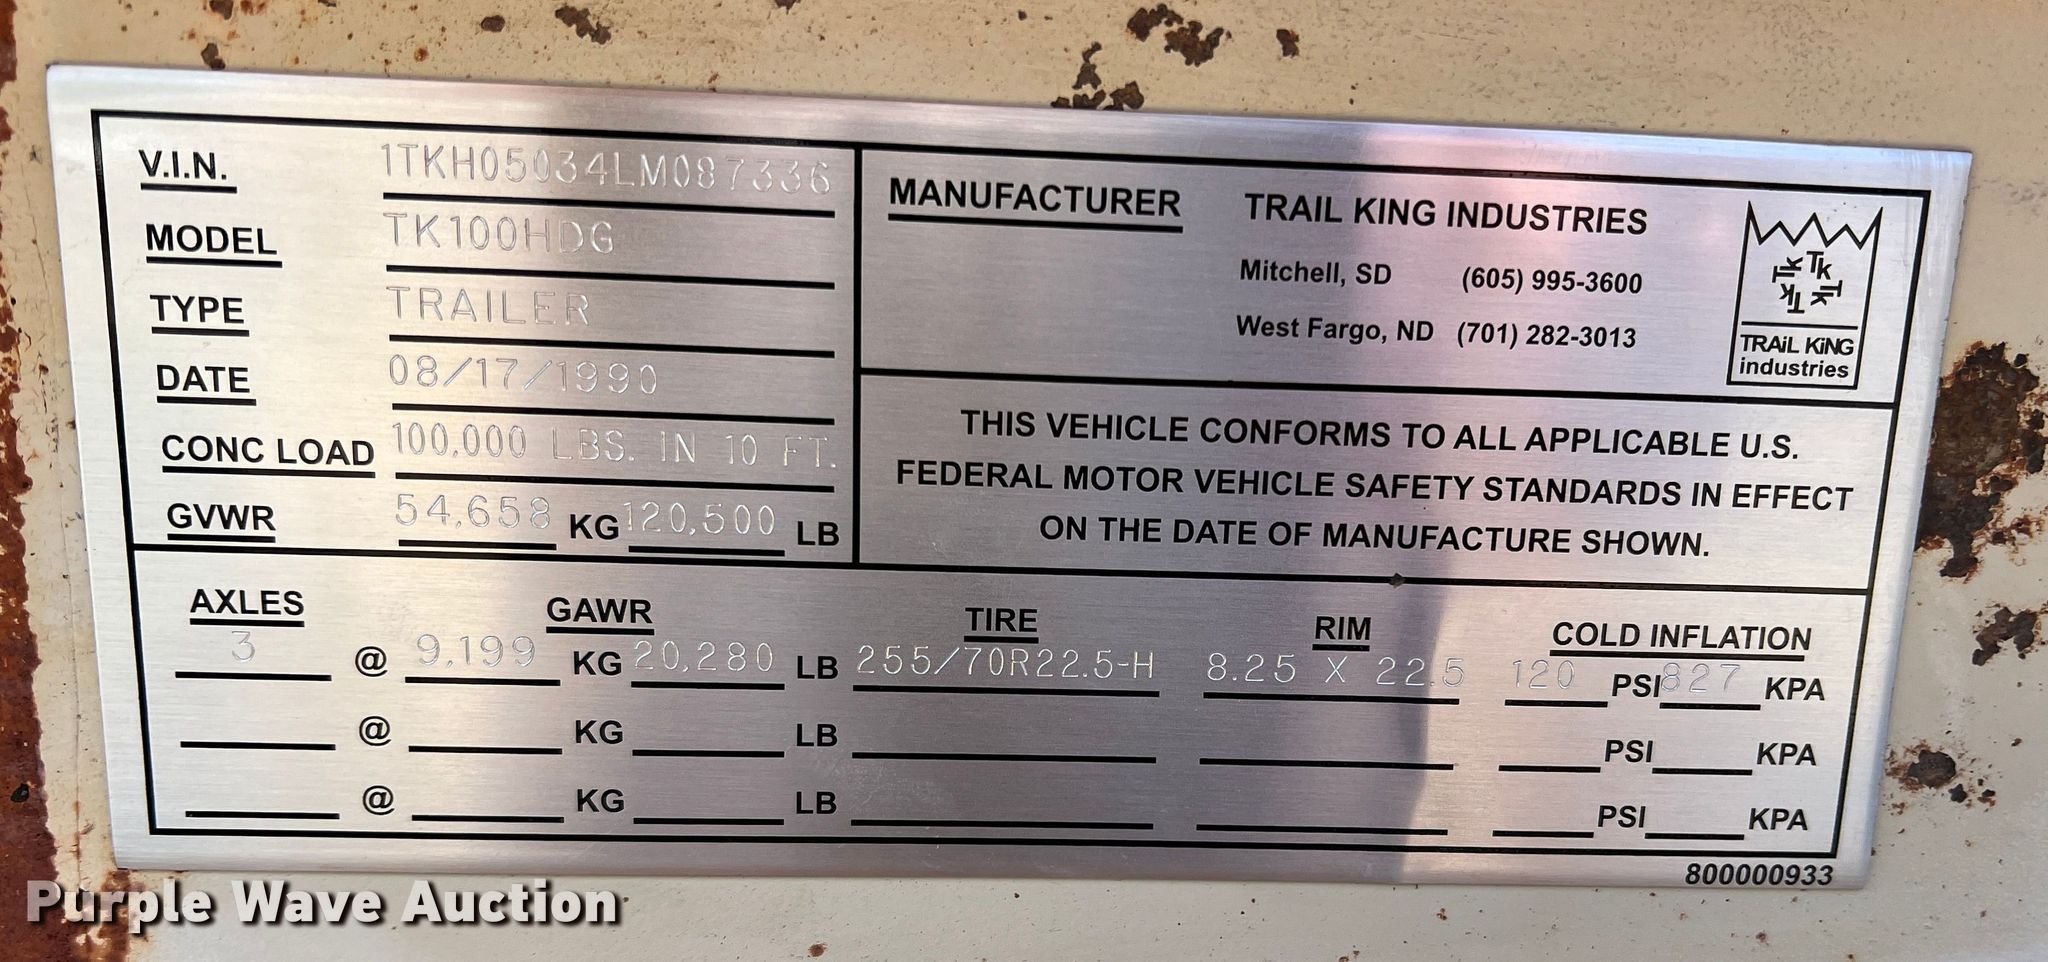 V.I.N. 1TKH05034LM087336
MODEL TK100HDG
TYPE TRAILER
DATE 08/17/1990
CONC LOAD 100,000 LBS. IN 10 FT.
GVWR 54,658 KG 120,500 LB
MANUFACTURER TRAIL KING INDUSTRIES
Mitchell, SD (605) 995-3600
West Fargo, ND (701) 282-3013
TK TK TK TK
TRAiL KiNG
industries
THIS VEHICLE CONFORMS TO ALL APPLICABLE U.S.
FEDERAL MOTOR VEHICLE SAFETY STANDARDS IN EFFECT
ON THE DATE OF MANUFACTURE SHOWN.
AXLES GAWR TIRE RIM COLD INFLATION
3 @ 9,199 KG 20,280 LB 255/70R22.5-H 8.25 X 22.5 120 PSI 827 KPA
@ KG LB PSI KPA
@ KG LB PSI KPA
800000933
Purple Wave Auction